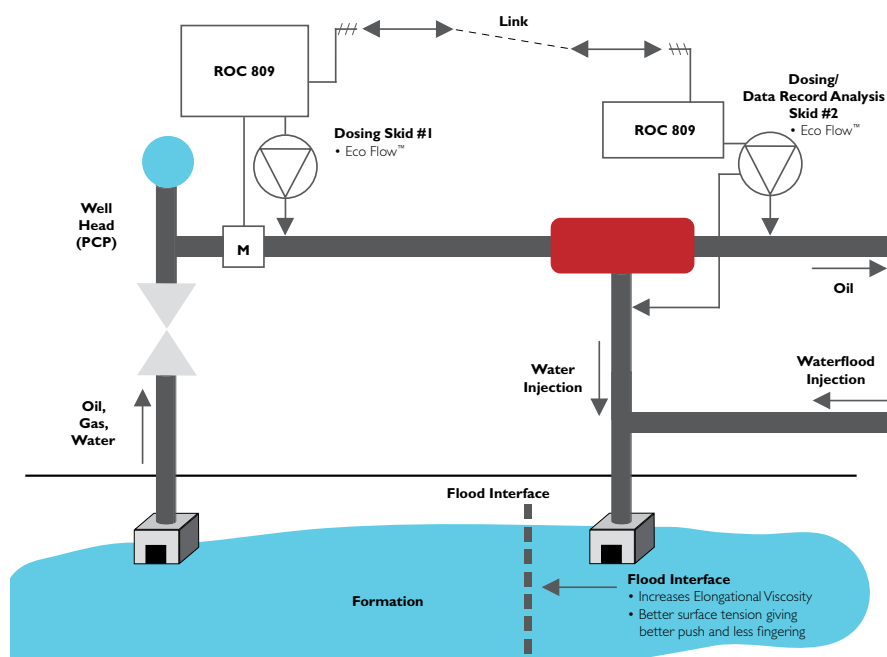 Link
ROC 809
Dosing Skid #1
• Eco Flow™
Dosing/
Data Record Analysis
Skid #2
• Eco Flow™
ROC 809
Well
Head
(PCP)
M
Oil
Water
Injection
Waterflood
Injection
Oil,
Gas,
Water
Flood Interface
Formation
Flood Interface
• Increases Elongational Viscosity
• Better surface tension giving
better push and less fingering